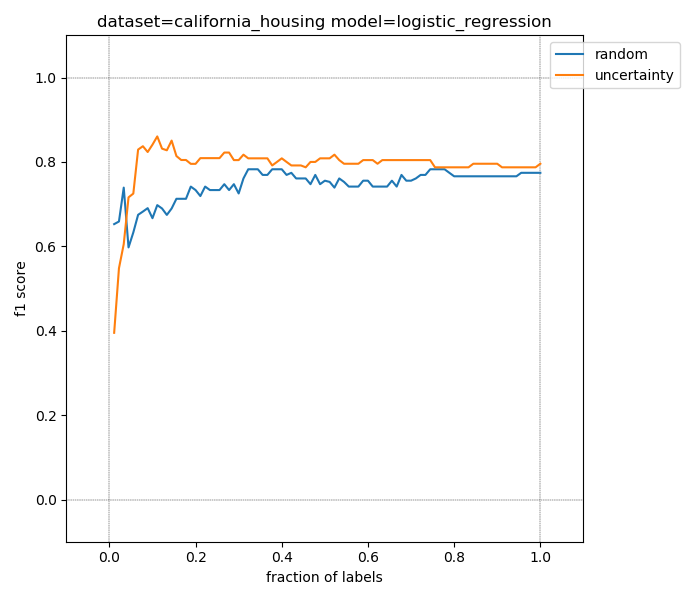 dataset=california_housing model=logistic_regression
random
uncertainty
1.0
0.8
0.6
0.4
0.2
0.0
f1 score
0.0 0.2 0.4 0.6 0.8 1.0
fraction of labels